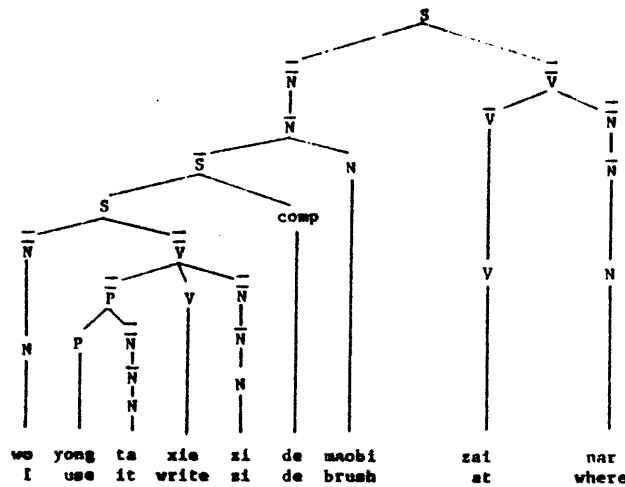 S
N̿ V̿
N̄ V̄ N̿
S̄ N N̄
S comp
N̿ V̿
P̿ V N̿ V N
N P N̿ N̄
N̄ N
N
wo yong ta xie zi de maobi zai nar
I use it write zi de brush at where